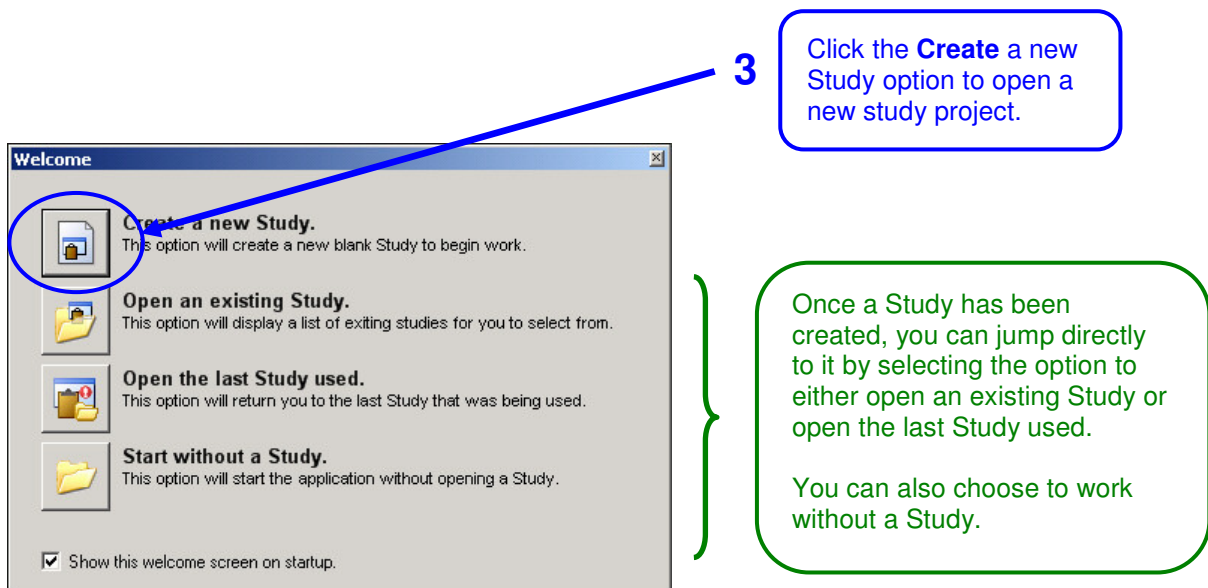 3
Click the Create a new
Study option to open a
new study project.
Welcome
Create a new Study.
This option will create a new blank Study to begin work.
Open an existing Study.
This option will display a list of exiting studies for you to select from.
Open the last Study used.
This option will return you to the last Study that was being used.
Start without a Study.
This option will start the application without opening a Study.
Show this welcome screen on startup.
Once a Study has been
created, you can jump directly
to it by selecting the option to
either open an existing Study or
open the last Study used.
You can also choose to work
without a Study.